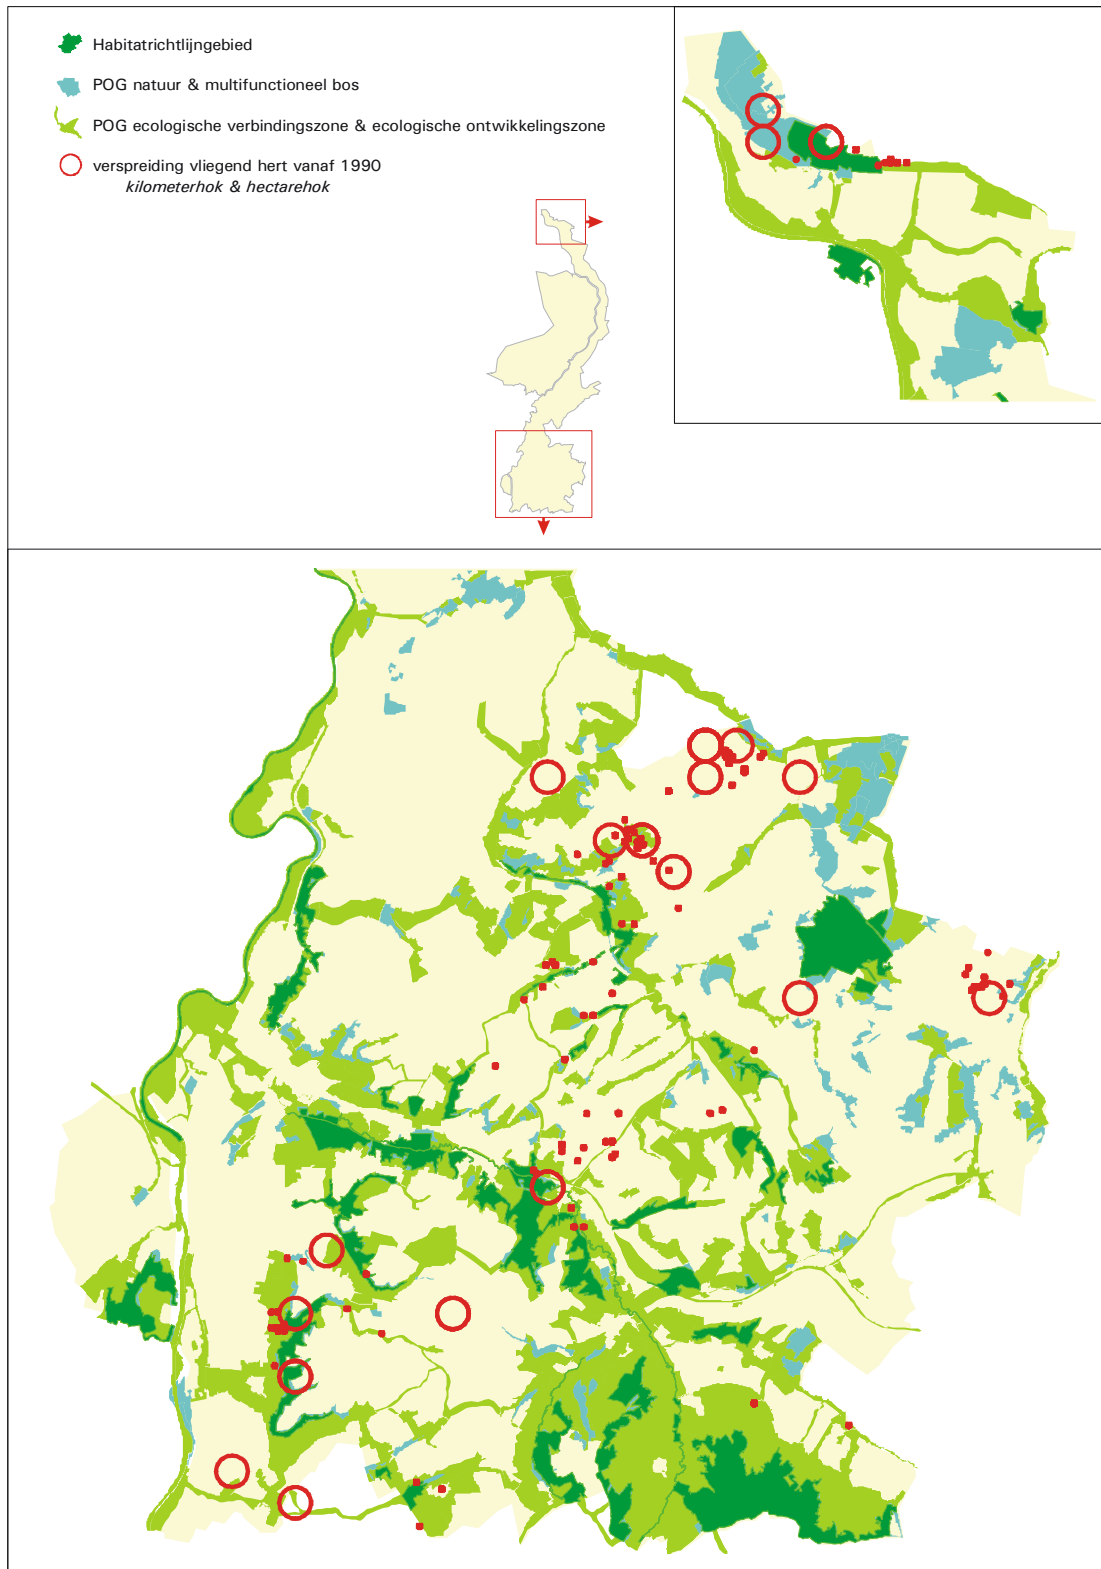 Habitatrichtlijngebied
POG natuur & multifunctioneel bos
POG ecologische verbindingszone & ecologische ontwikkelingszone
verspreiding vliegend hert vanaf 1990
kilometerhok & hectarehok